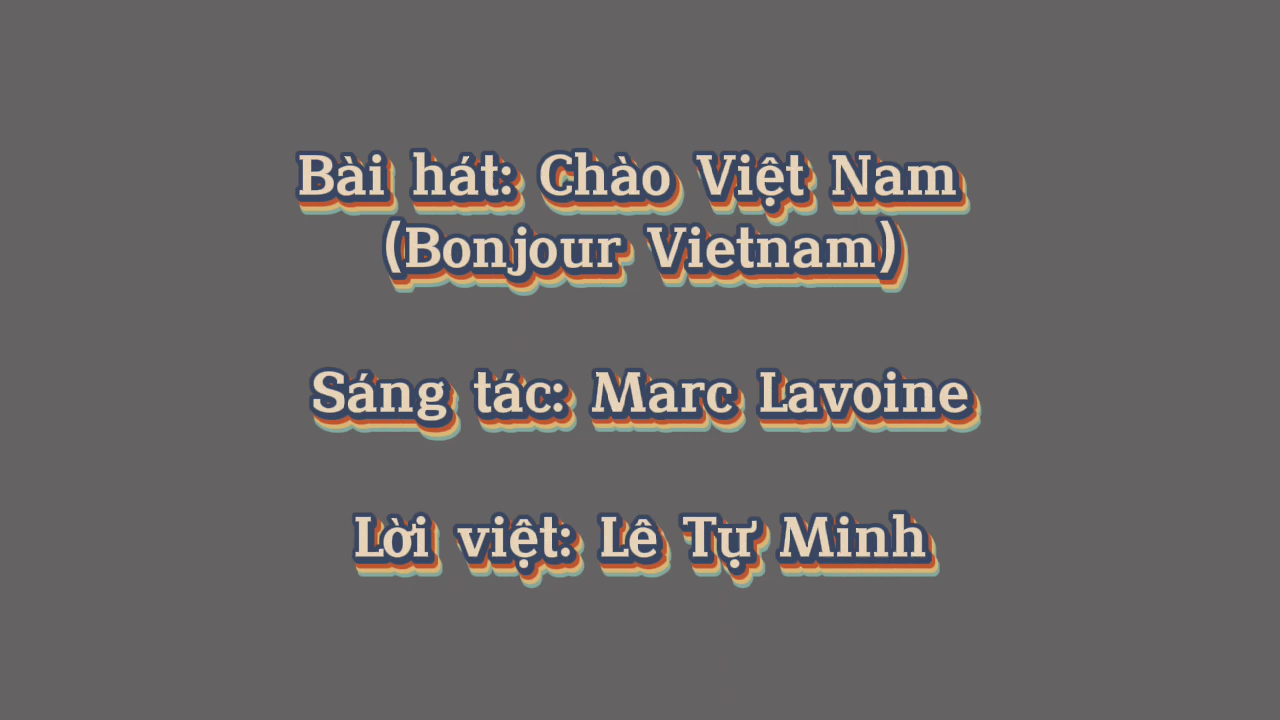 Bài hát: Chào Việt Nam
(Bonjour Vietnam)
Sáng tác: Marc Lavoine
Lời việt: Lê Tự Minh